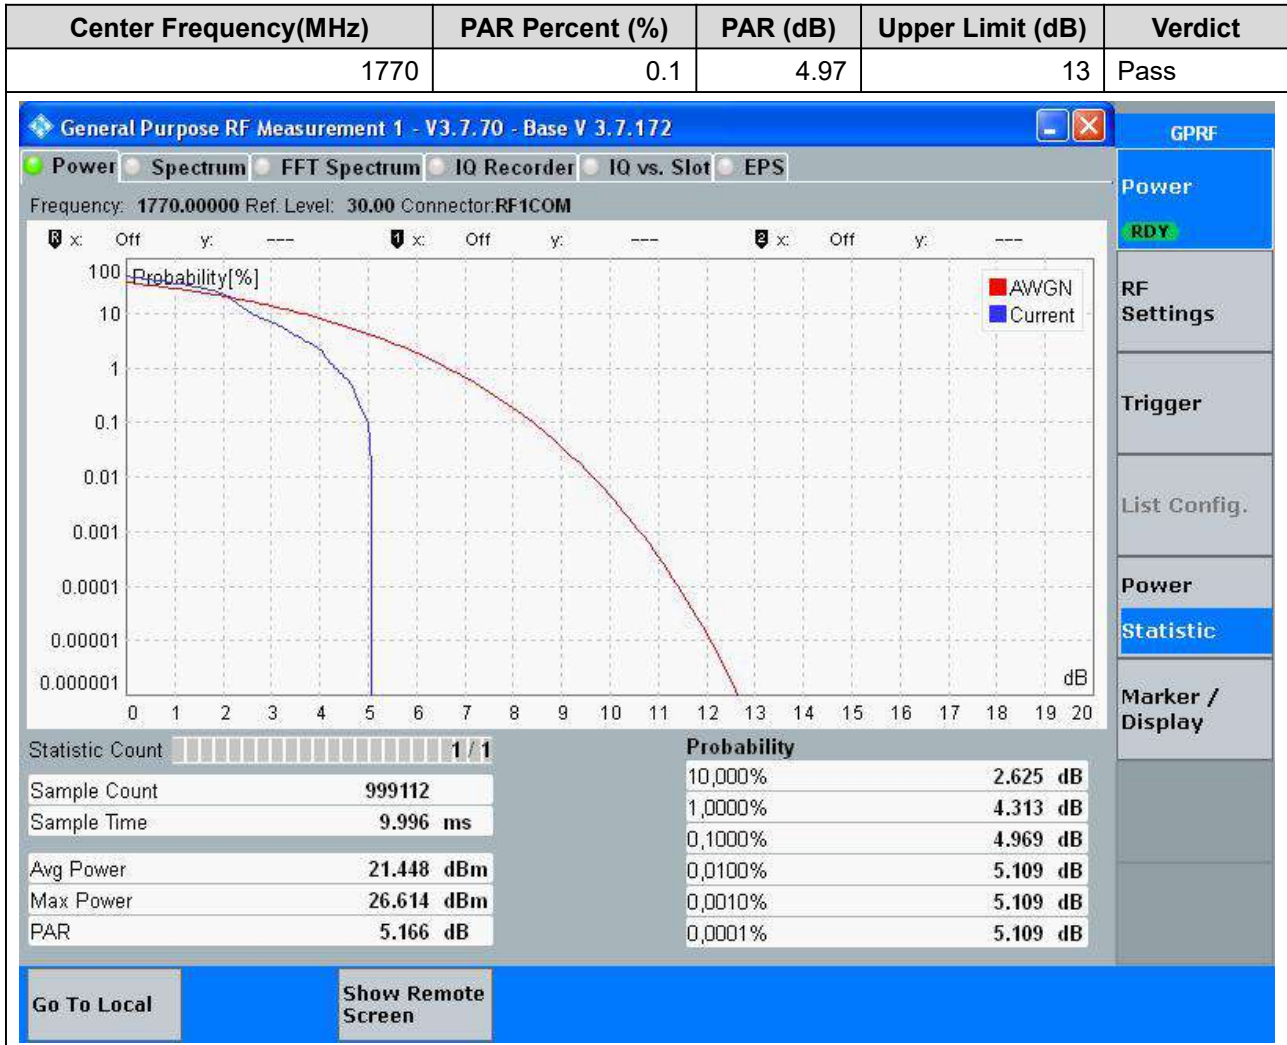 Center Frequency(MHz) PAR Percent (%) PAR (dB) Upper Limit (dB) Verdict
1770 0.1 4.97 13 Pass
General Purpose RF Measurement 1 - V3.7.70 - Base V 3.7.172
GPRF
Power Spectrum FFT Spectrum IQ Recorder IQ vs. Slot EPS
Frequency: 1770.00000 Ref. Level: 30.00 Connector:RF1COM
R x: Off y: --- 1 x: Off y: --- 2 x: Off y: ---
Probability[%]
AWGN
Current
100
10
1
0.1
0.01
0.001
0.0001
0.00001
0.000001
dB
0 1 2 3 4 5 6 7 8 9 10 11 12 13 14 15 16 17 18 19 20
Statistic Count 1 / 1
Sample Count 999112
Sample Time 9.996 ms
Avg Power 21.448 dBm
Max Power 26.614 dBm
PAR 5.166 dB
Probability
10,000% 2.625 dB
1,0000% 4.313 dB
0,1000% 4.969 dB
0,0100% 5.109 dB
0,0010% 5.109 dB
0,0001% 5.109 dB
Power
RDY
RF
Settings
Trigger
List Config.
Power
Statistic
Marker /
Display
Go To Local
Show Remote
Screen